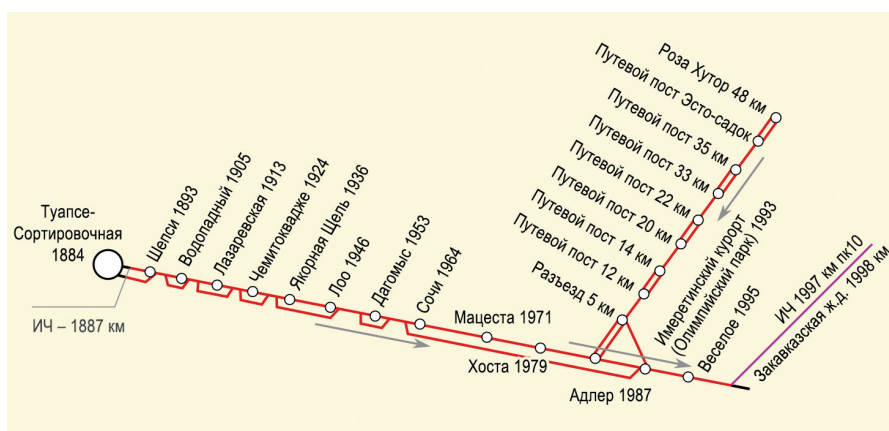 Туапсе-
Сортировочная
1884
ИЧ – 1887 км
Шепси 1893
Водопадный 1905
Лазаревская 1913
Чемитоквадже 1924
Якорная Щель 1936
Лоо 1946
Дагомыс 1953
Сочи 1964
Мацеста 1971
Хоста 1979
Адлер 1987
Разъезд 5 км
Путевой пост 12 км
Путевой пост 14 км
Путевой пост 20 км
Путевой пост 22 км
Путевой пост 33 км
Путевой пост 35 км
Путевой пост Эсто-садок
Роза Хутор 48 км
Имеретинский курорт
(Олимпийский парк) 1993
Веселое 1995
ИЧ 1997 км пк10
Закавказская ж.д. 1998 км